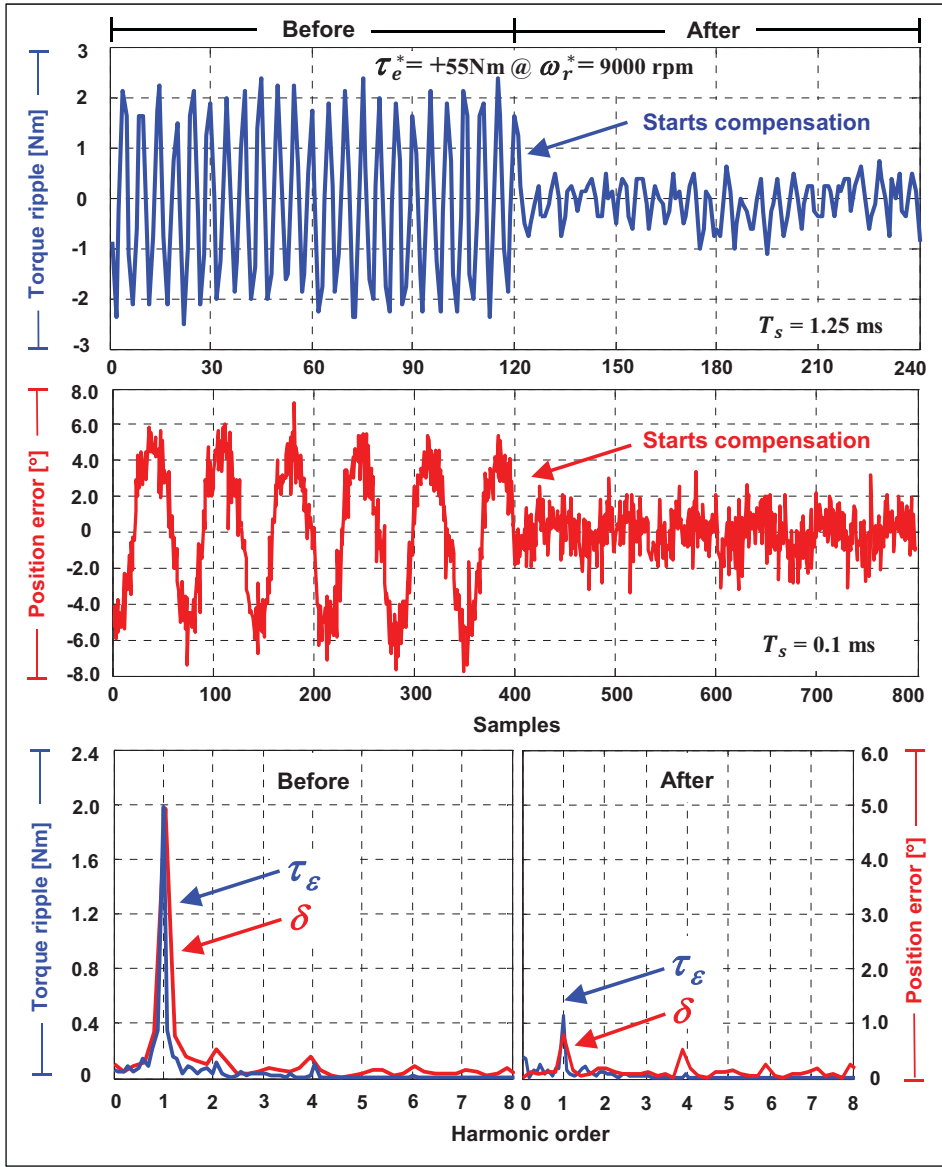 Before After
τ_e^* = +55Nm @ ω_r^* = 9000 rpm
Torque ripple [Nm]
3
2
1
0
-1
-2
-3
Starts compensation
T_s = 1.25 ms
0 30 60 90 120 150 180 210 240
Position error [°]
8.0
6.0
4.0
2.0
0
-2.0
-4.0
-6.0
-8.0
Starts compensation
T_s = 0.1 ms
0 100 200 300 400 500 600 700 800
Samples
Torque ripple [Nm]
2.4
2.0
1.6
1.2
0.8
0.4
0
Before
τ_ε
δ
0 1 2 3 4 5 6 7 8
After
τ_ε
δ
0 1 2 3 4 5 6 7 8
6.0
5.0
4.0
3.0
2.0
1.0
0
Position error [°]
Harmonic order